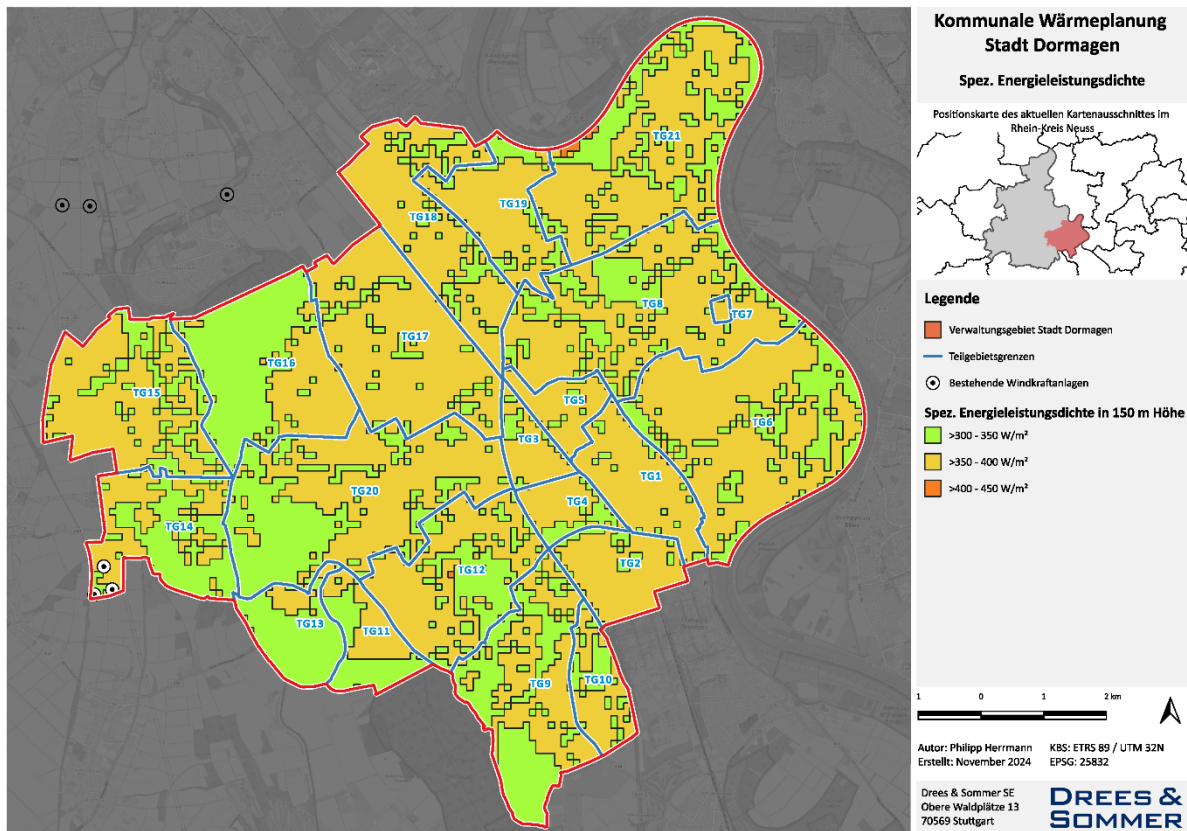 Kommunale Wärmeplanung
Stadt Dormagen
Spez. Energieleistungsdichte
Positionskarte des aktuellen Kartenausschnittes im
Rhein-Kreis Neuss
Legende
Verwaltungsgebiet Stadt Dormagen
Teilgebietsgrenzen
Bestehende Windkraftanlagen
Spez. Energieleistungsdichte in 150 m Höhe
>300 - 350 W/m²
>350 - 400 W/m²
>400 - 450 W/m²
1 0 1 2 km
Autor: Philipp Herrmann KBS: ETRS 89 / UTM 32N
Erstellt: November 2024 EPSG: 25832
Drees & Sommer SE
Obere Waldplätze 13
70569 Stuttgart
DREES &
SOMMER
TG21
TG19
TG18
TG8
TG7
TG17
TG16
TG15
TG5
TG6
TG3
TG1
TG20
TG4
TG14
TG2
TG12
TG13
TG11
TG9
TG10